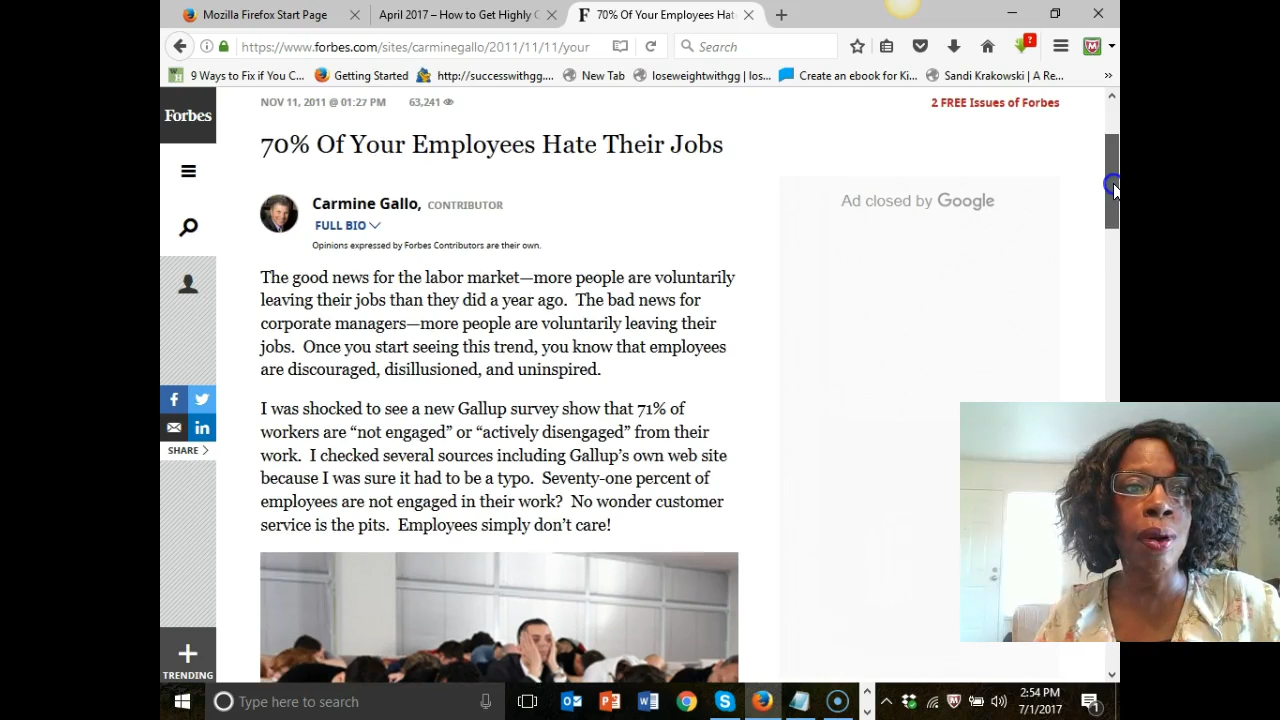 Mozilla Firefox Start Page
April 2017 – How to Get Highly C
70% Of Your Employees Hat
https://www.forbes.com/sites/carminegallo/2011/11/11/your
Search
9 Ways to Fix if You C...
Getting Started
http://successwithgg....
New Tab
loseweightwithgg | los...
Create an ebook for Ki...
Sandi Krakowski | A Re...
NOV 11, 2011 @ 01:27 PM 63,241
2 FREE Issues of Forbes
Forbes
70% Of Your Employees Hate Their Jobs
Carmine Gallo, CONTRIBUTOR
FULL BIO
Opinions expressed by Forbes Contributors are their own.
Ad closed by Google
The good news for the labor market—more people are voluntarily
leaving their jobs than they did a year ago. The bad news for
corporate managers—more people are voluntarily leaving their
jobs. Once you start seeing this trend, you know that employees
are discouraged, disillusioned, and uninspired.
I was shocked to see a new Gallup survey show that 71% of
workers are “not engaged” or “actively disengaged” from their
work. I checked several sources including Gallup’s own web site
because I was sure it had to be a typo. Seventy-one percent of
employees are not engaged in their work? No wonder customer
service is the pits. Employees simply don’t care!
SHARE
TRENDING
Type here to search
2:54 PM
7/1/2017